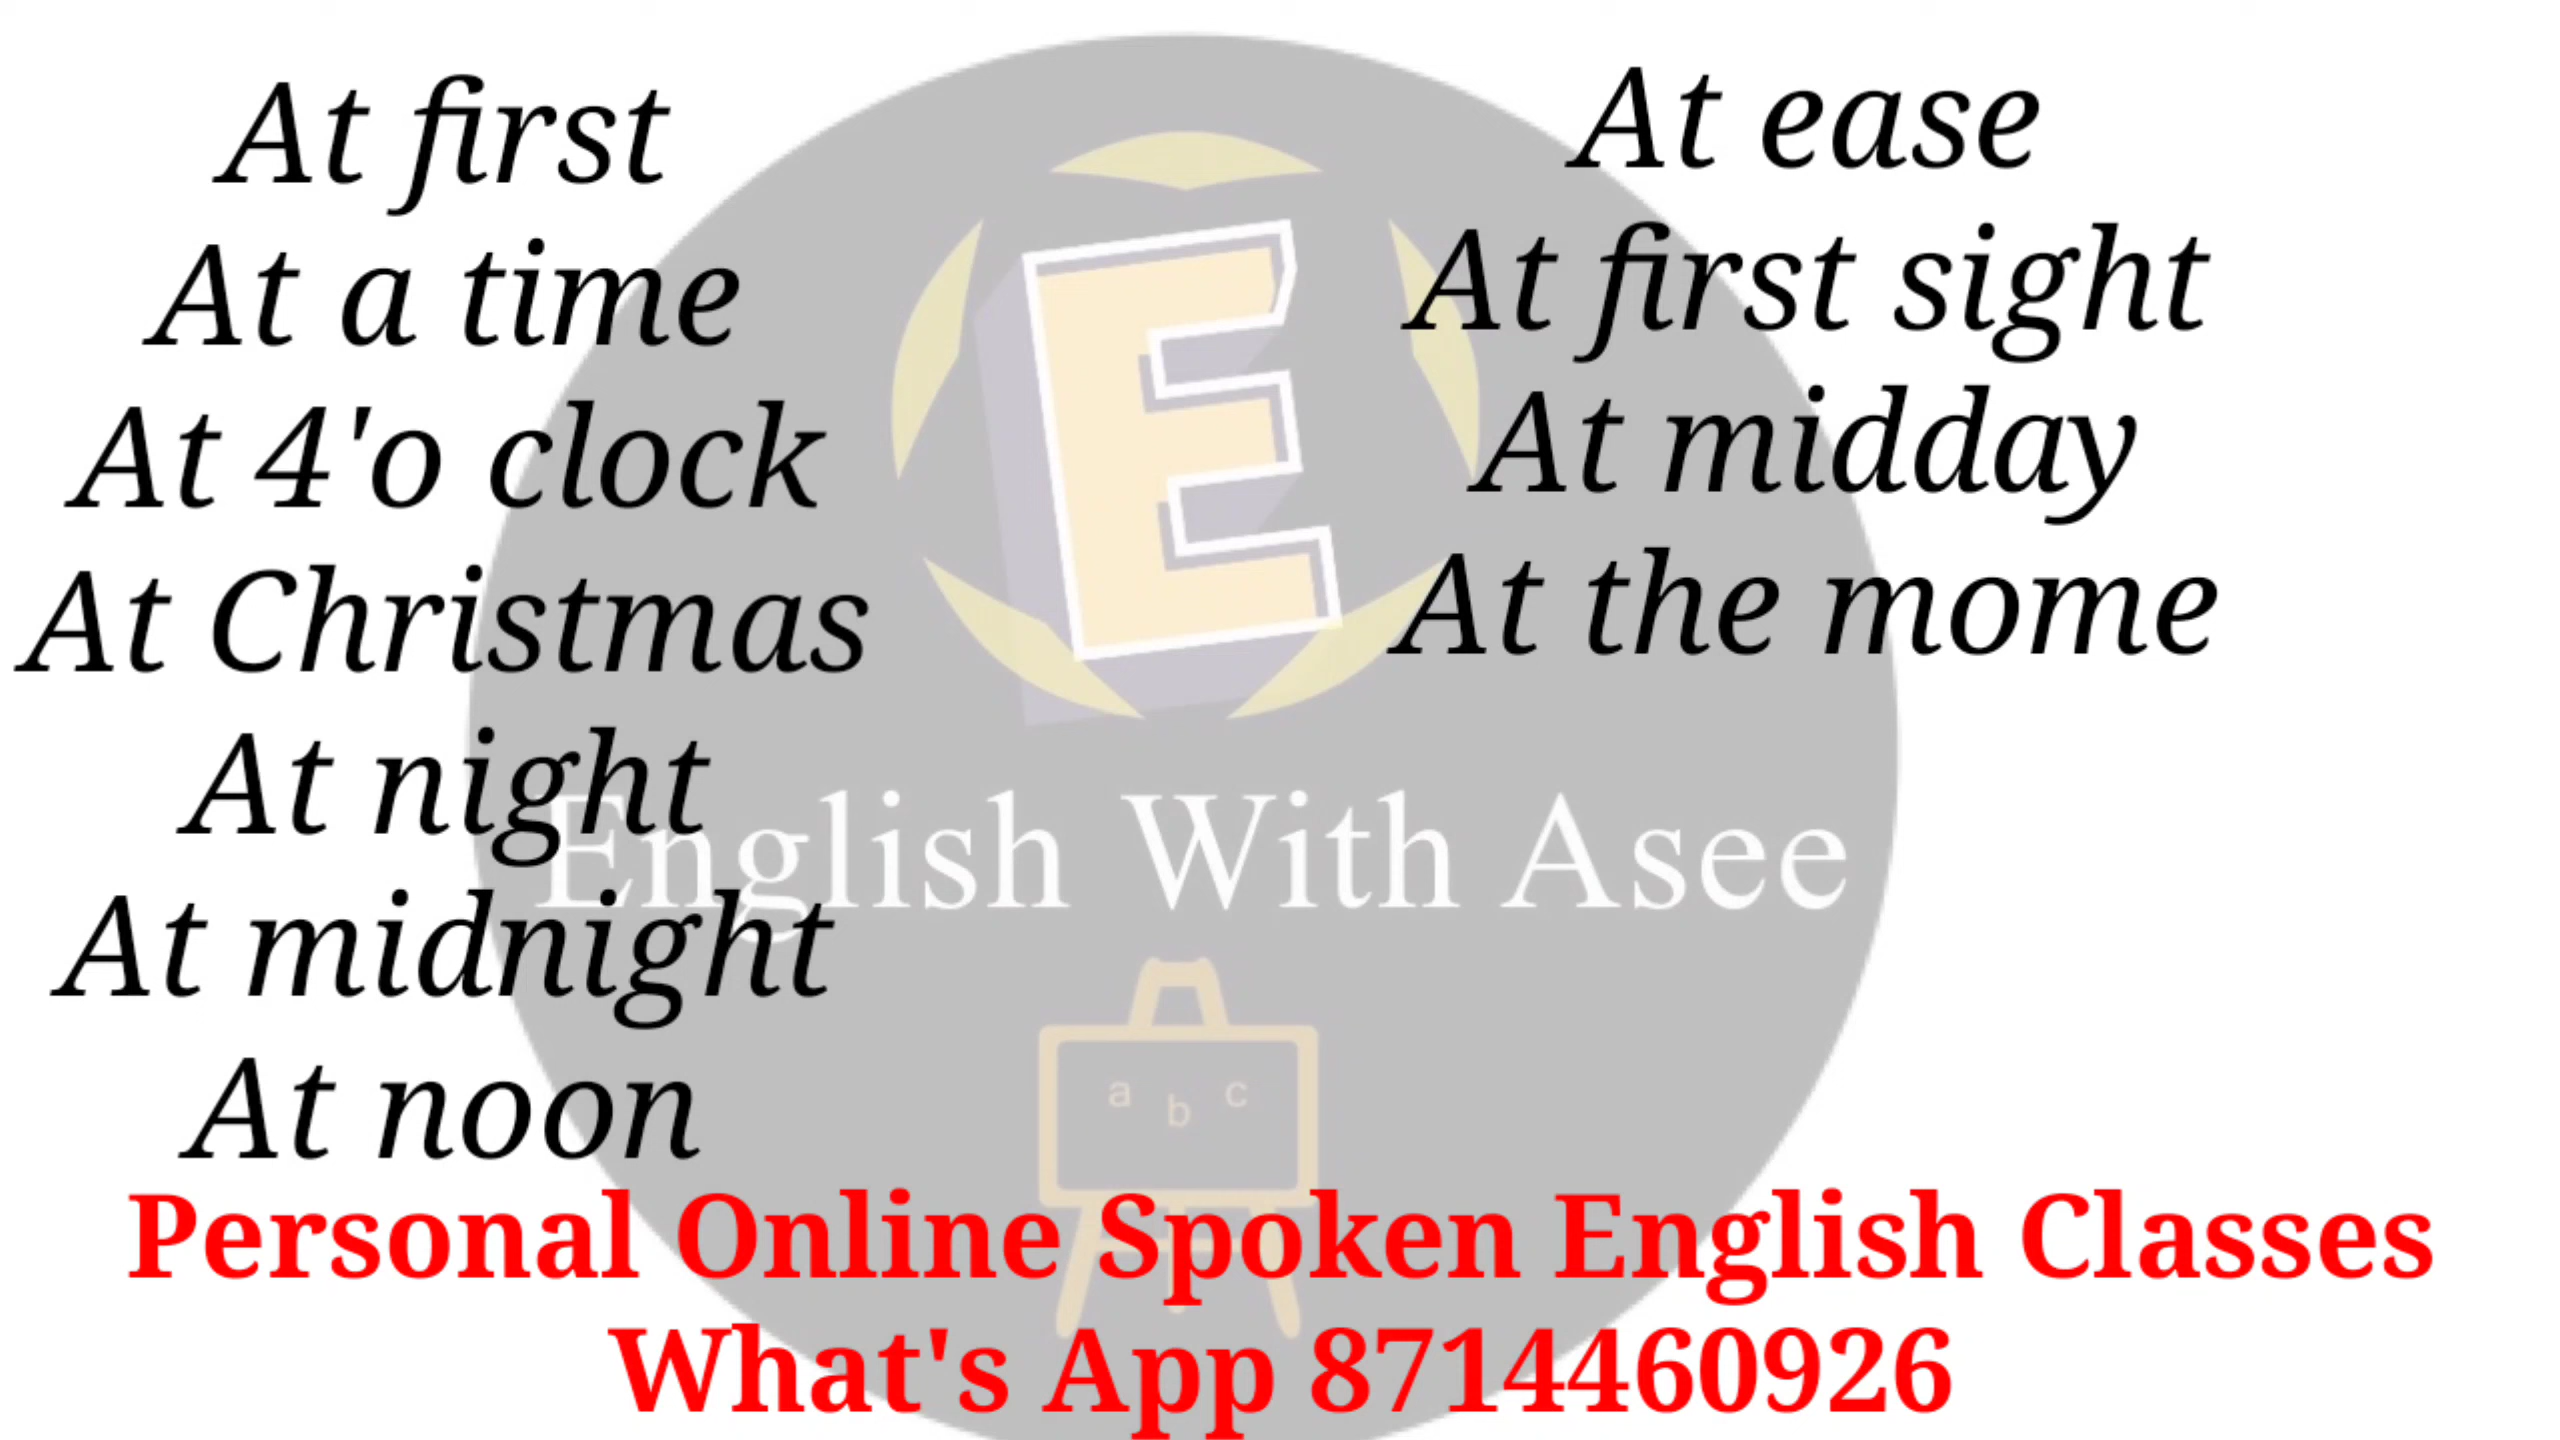 At first
At a time
At 4'o clock
At Christmas
At night
At midnight
At noon
At ease
At first sight
At midday
At the mome
English With Asee
a b c
Personal Online Spoken English Classes
What's App 8714460926
E